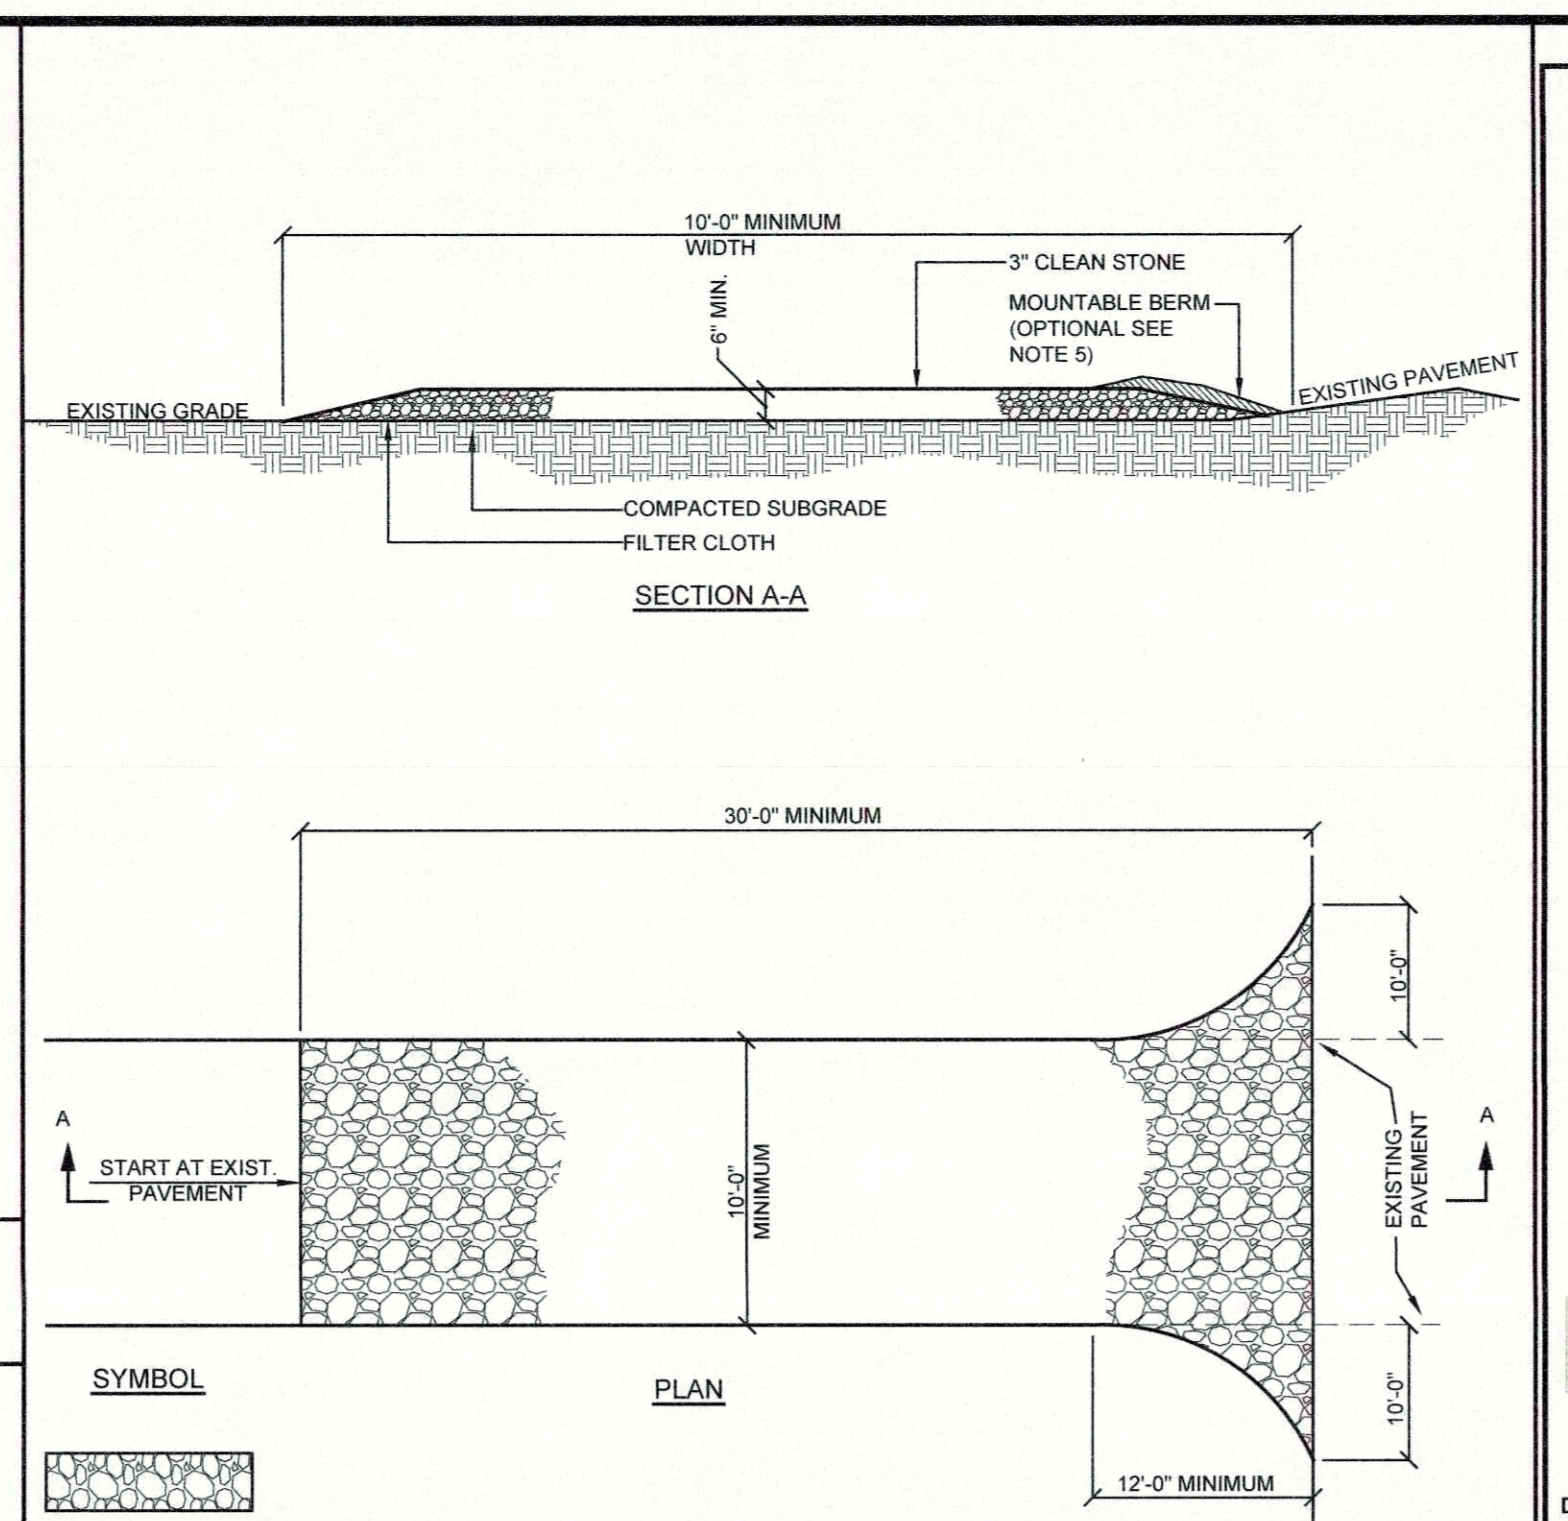 10'-0" MINIMUM
WIDTH
6" MIN.
3" CLEAN STONE
MOUNTABLE BERM
(OPTIONAL SEE
NOTE 5)
EXISTING PAVEMENT
EXISTING GRADE
COMPACTED SUBGRADE
FILTER CLOTH
SECTION A-A
30'-0" MINIMUM
10'-0"
A
START AT EXIST.
PAVEMENT
10'-0"
MINIMUM
EXISTING
PAVEMENT
A
10'-0"
12'-0" MINIMUM
SYMBOL
PLAN